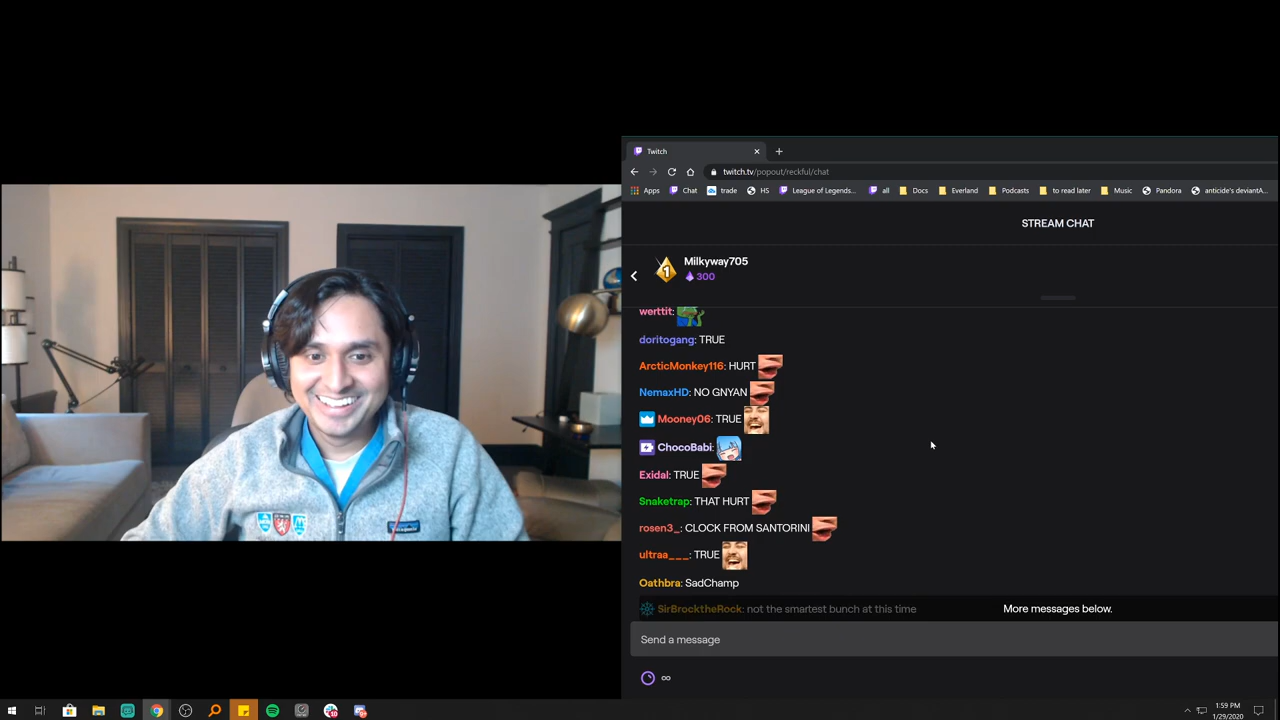 Twitch
twitch.tv/popout/reckful/chat
Apps Chat trade HS League of Legends... all Docs Everland Podcasts to read later Music Pandora anticide's deviantA...
STREAM CHAT
1 Milkyway705
300
werttit:
doritogang: TRUE
ArcticMonkey116: HURT
NemaxHD: NO GNYAN
Mooney06: TRUE
ChocoBabi:
Exidal: TRUE
Snaketrap: THAT HURT
rosen3_: CLOCK FROM SANTORINI
ultraa___: TRUE
Oathbra: SadChamp
SirBrocktheRock: not the smartest bunch at this time
More messages below.
Send a message
∞
patagonia
1:59 PM
1/29/2020